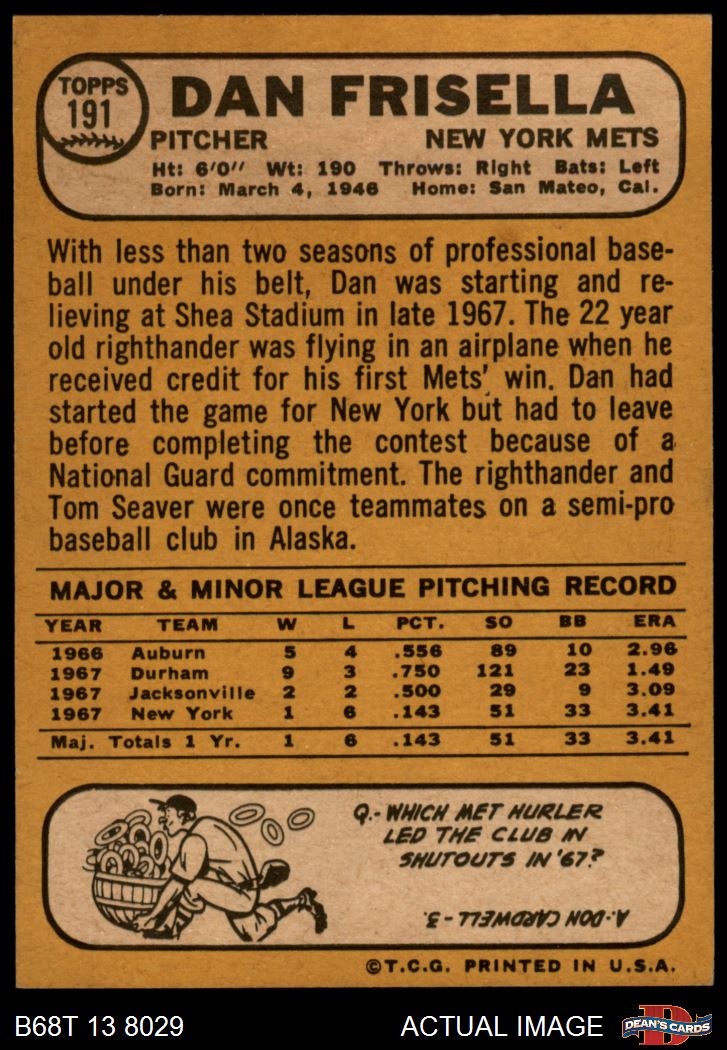 TOPPS
191
DAN FRISELLA
PITCHER NEW YORK METS
Ht: 6'0" Wt: 190 Throws: Right Bats: Left
Born: March 4, 1946 Home: San Mateo, Cal.
With less than two seasons of professional base-
ball under his belt, Dan was starting and re-
lieving at Shea Stadium in late 1967. The 22 year
old righthander was flying in an airplane when he
received credit for his first Mets' win. Dan had
started the game for New York but had to leave
before completing the contest because of a
National Guard commitment. The righthander and
Tom Seaver were once teammates on a semi-pro
baseball club in Alaska.
MAJOR & MINOR LEAGUE PITCHING RECORD
YEAR TEAM W L PCT. SO BB ERA
1966 Auburn 5 4 .556 89 10 2.96
1967 Durham 9 3 .750 121 23 1.49
1967 Jacksonville 2 2 .500 29 9 3.09
1967 New York 1 6 .143 51 33 3.41
Maj. Totals 1 Yr. 1 6 .143 51 33 3.41
Q.- WHICH MET HURLER
LED THE CLUB IN
SHUTOUTS IN '67?
A-DON CARDWELL - 3.
©T.C.G. PRINTED IN U.S.A.
B68T 13 8029 ACTUAL IMAGE
D
DEAN'S CARDS